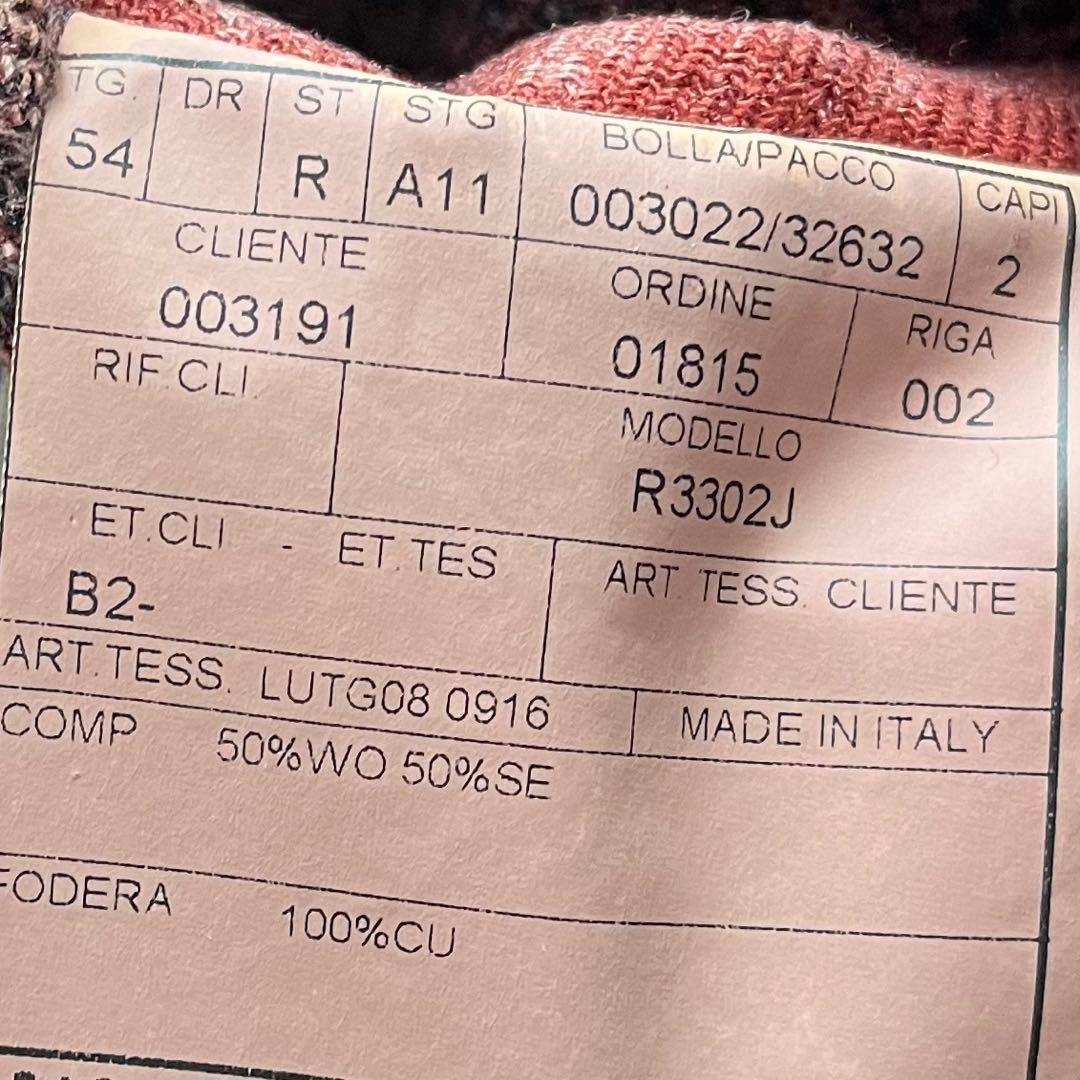 TG. DR ST STG BOLLA/PACCO CAPI
54 R A11 003022/32632 2
CLIENTE ORDINE RIGA
003191 01815 002
RIF.CLI. MODELLO
R3302J
ET.CLI - ET.TES ART.TESS.CLIENTE
B2-
ART.TESS. LUTG08 0916 MADE IN ITALY
COMP 50%WO 50%SE
FODERA 100%CU